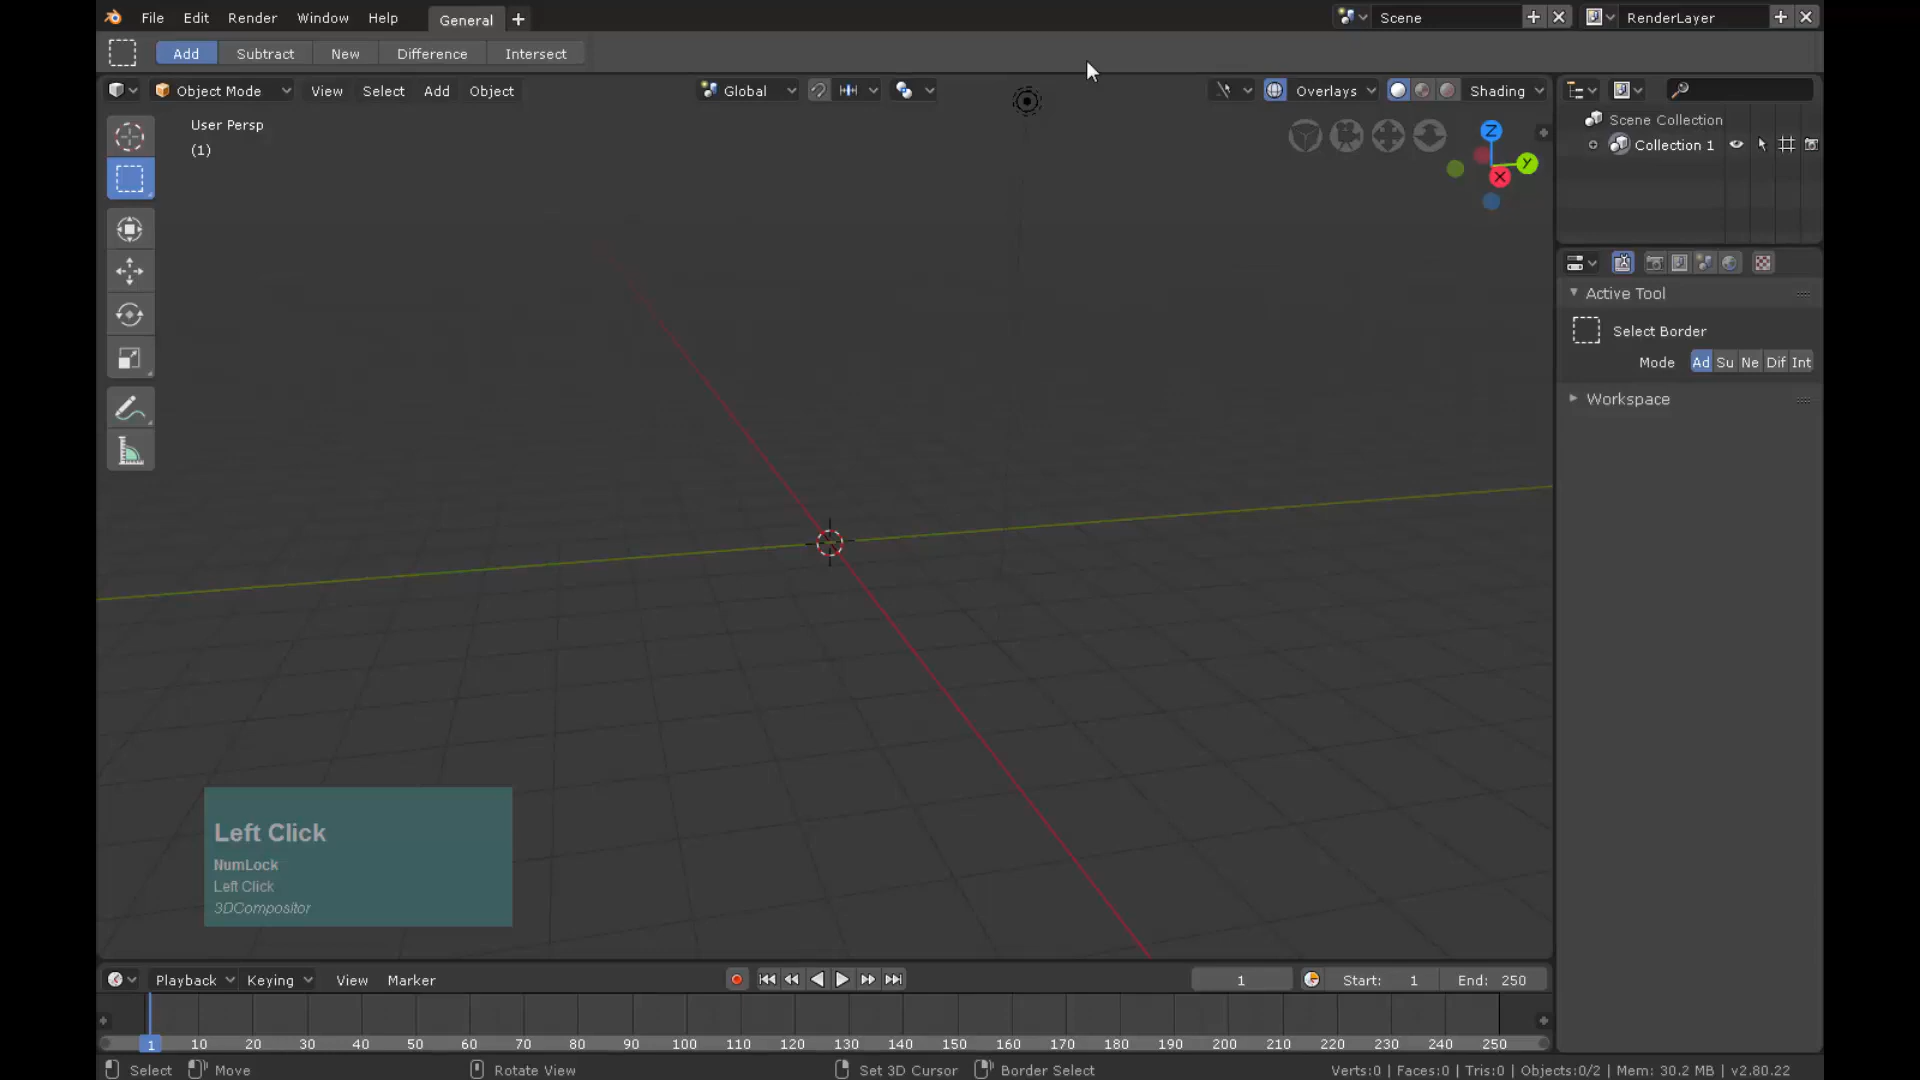 File Edit Render Window Help General Scene RenderLayer
Add Subtract New Difference Intersect
Object Mode View Select Add Object Global Overlays Shading
User Persp
(1)
Z
Y
X
Scene Collection
Collection 1
Active Tool
Select Border
Mode Ad Su Ne Dif Int
Workspace
Left Click
NumLock
Left Click
3DCompositor
Playback Keying View Marker 1 Start: 1 End: 250
1 10 20 30 40 50 60 70 80 90 100 110 120 130 140 150 160 170 180 190 200 210 220 230 240 250
Select Move Rotate View Set 3D Cursor Border Select Verts:0 | Faces:0 | Tris:0 | Objects:0/2 | Mem: 30.2 MB | v2.80.22